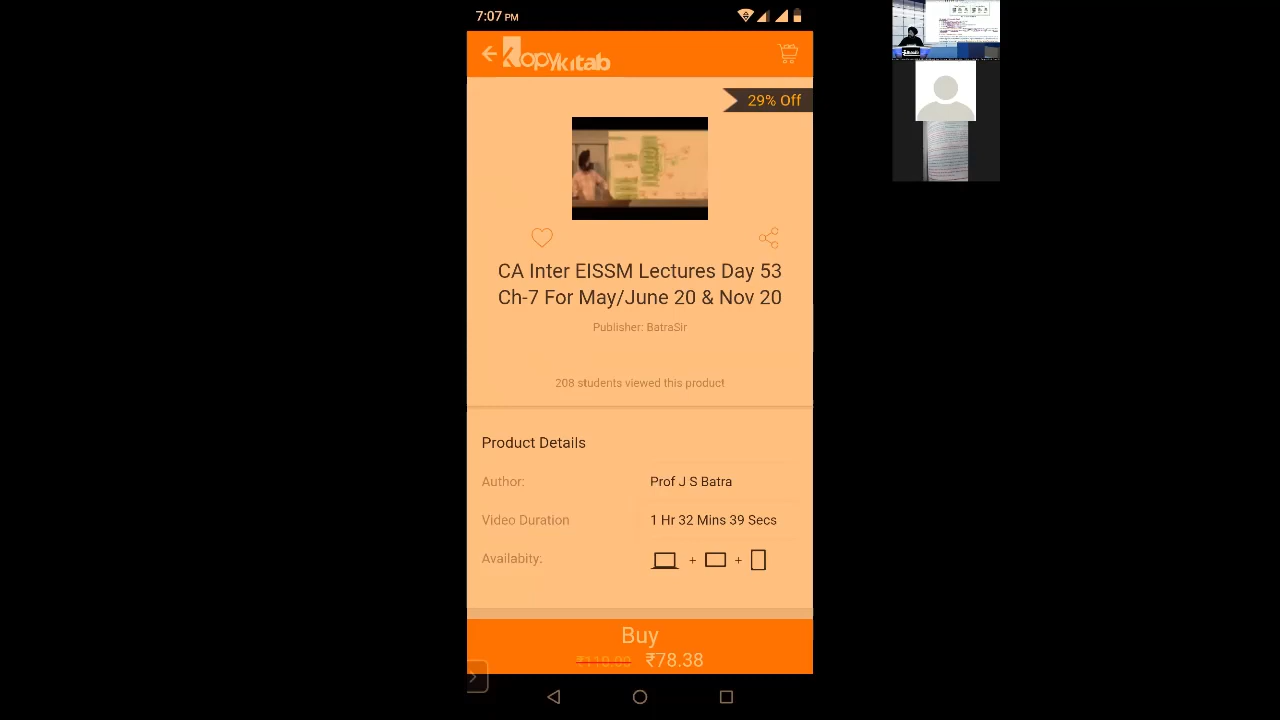 7:07 PM
Kopykitab
29% Off
CA Inter EISSM Lectures Day 53
Ch-7 For May/June 20 & Nov 20
Publisher: BatraSir
208 students viewed this product
Product Details
Author: Prof J S Batra
Video Duration 1 Hr 32 Mins 39 Secs
Availabity: + +
Buy
₹78.38